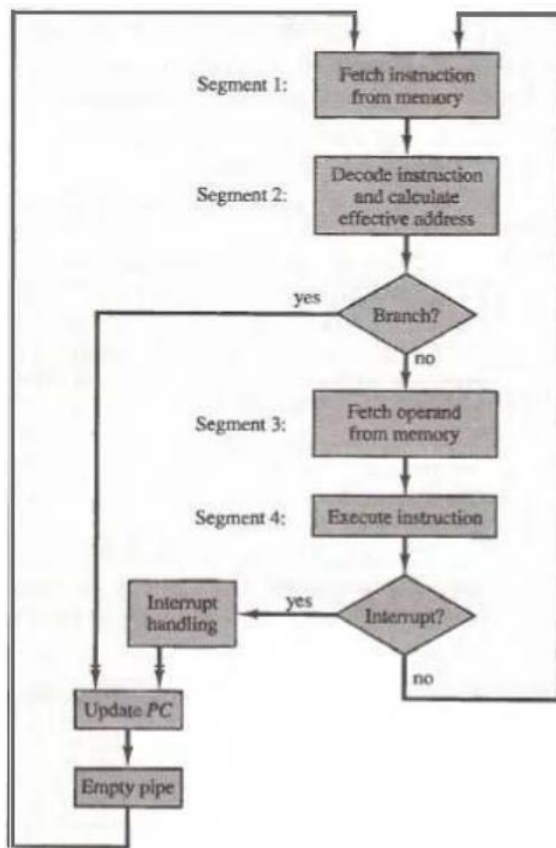 Segment 1:
Fetch instruction
from memory
Segment 2:
Decode instruction
and calculate
effective address
yes
Branch?
no
Segment 3:
Fetch operand
from memory
Segment 4:
Execute instruction
Interrupt
handling
yes
Interrupt?
no
Update PC
Empty pipe